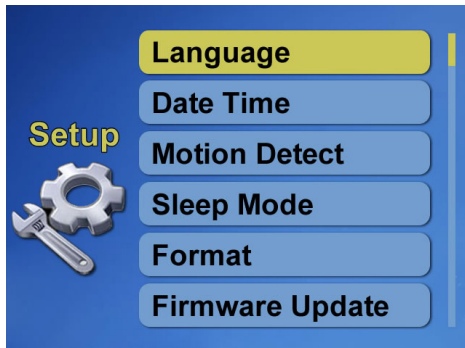 Setup
Language
Date Time
Motion Detect
Sleep Mode
Format
Firmware Update